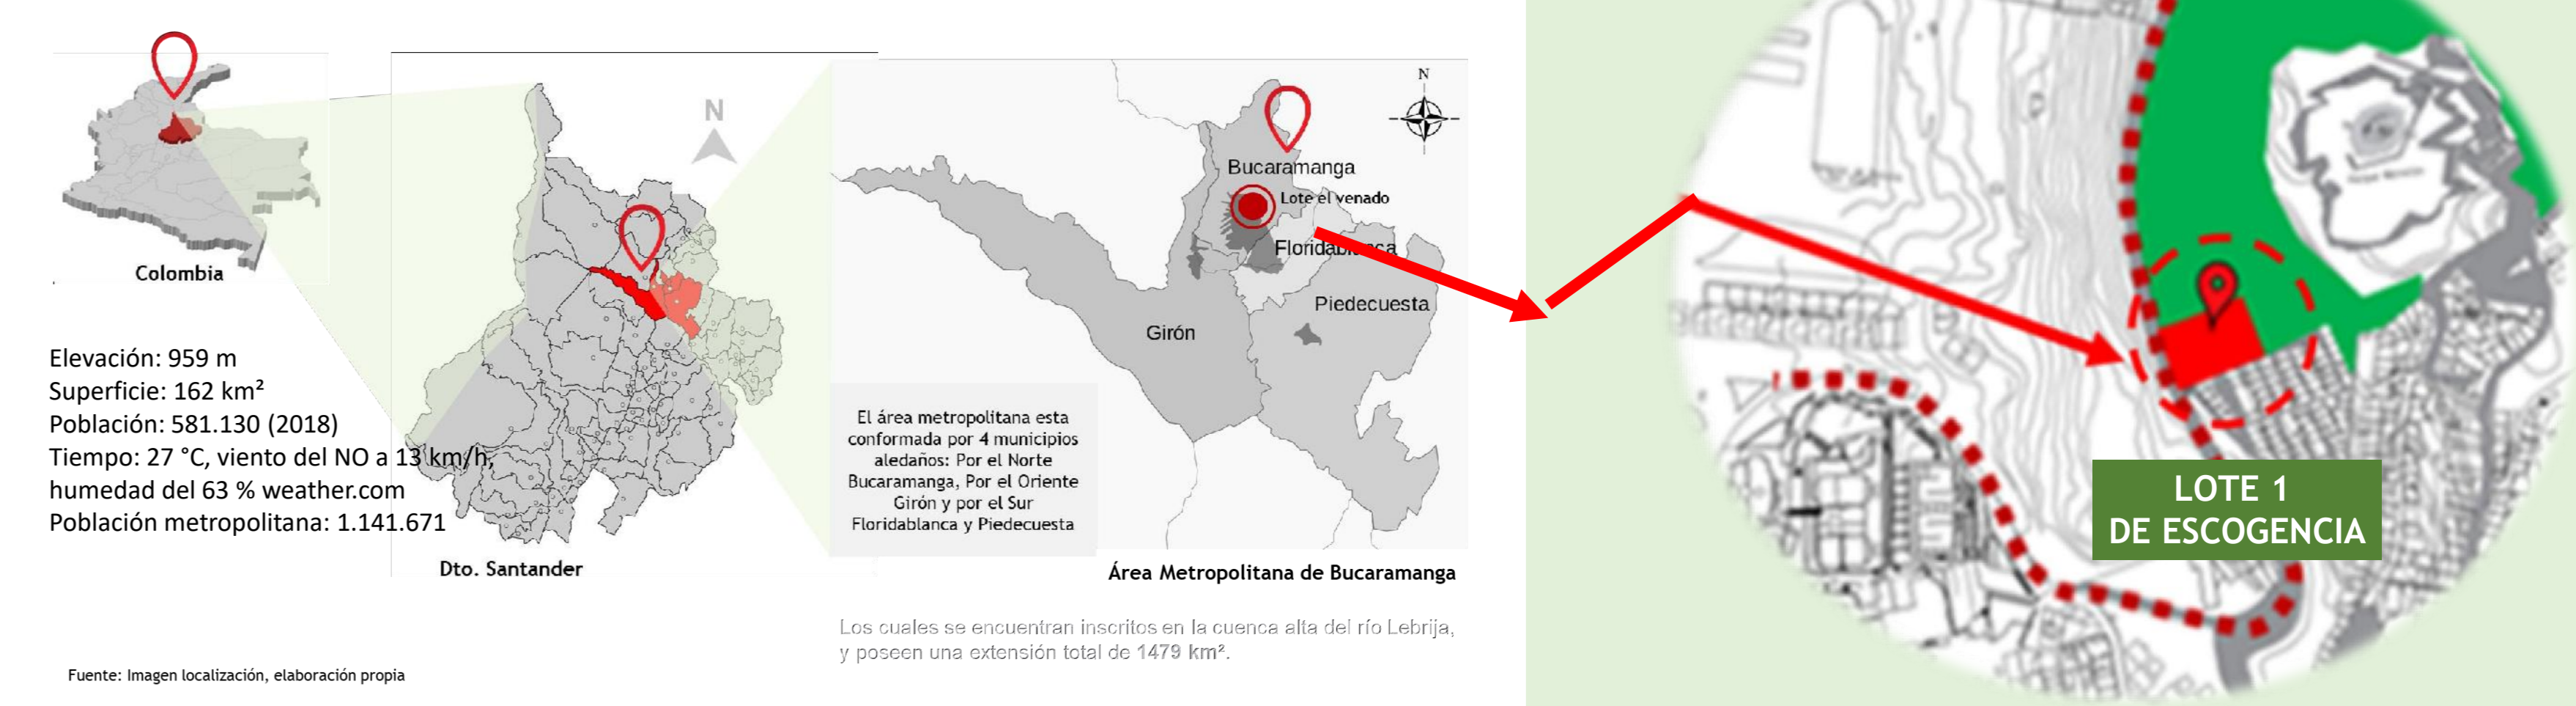 Colombia
Elevación: 959 m
Superficie: 162 km²
Población: 581.130 (2018)
Tiempo: 27 °C, viento del NO a 13 km/h,
humedad del 63 % weather.com
Población metropolitana: 1.141.671
N
Dto. Santander
N
Bucaramanga
Lote el venado
Floridablanca
Piedecuesta
Girón
El área metropolitana esta
conformada por 4 municipios
aledaños: Por el Norte
Bucaramanga, Por el Oriente
Girón y por el Sur
Floridablanca y Piedecuesta
Área Metropolitana de Bucaramanga
Los cuales se encuentran inscritos en la cuenca alta del río Lebrija,
y poseen una extensión total de 1479 km².
Fuente: Imagen localización, elaboración propia
LOTE 1
DE ESCOGENCIA